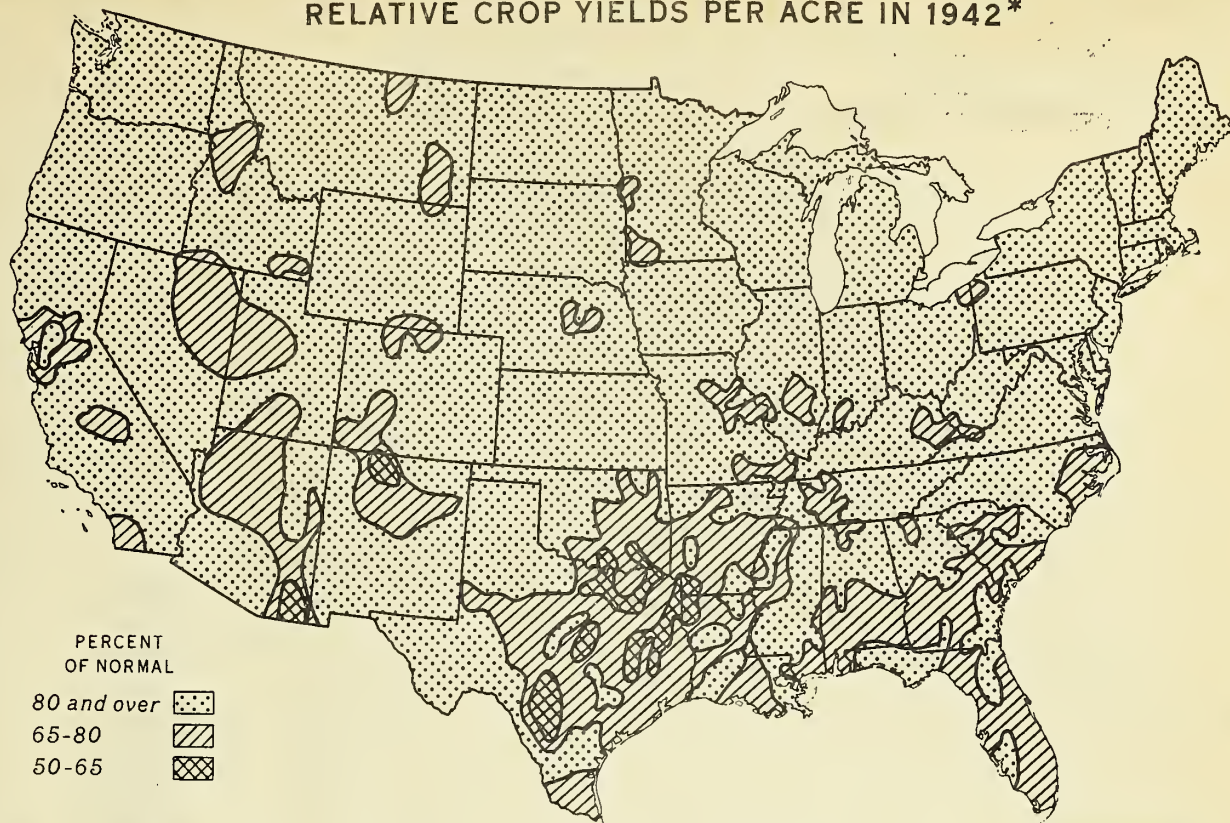 RELATIVE CROP YIELDS PER ACRE IN 1942*
PERCENT
OF NORMAL
80 and over
65-80
50-65